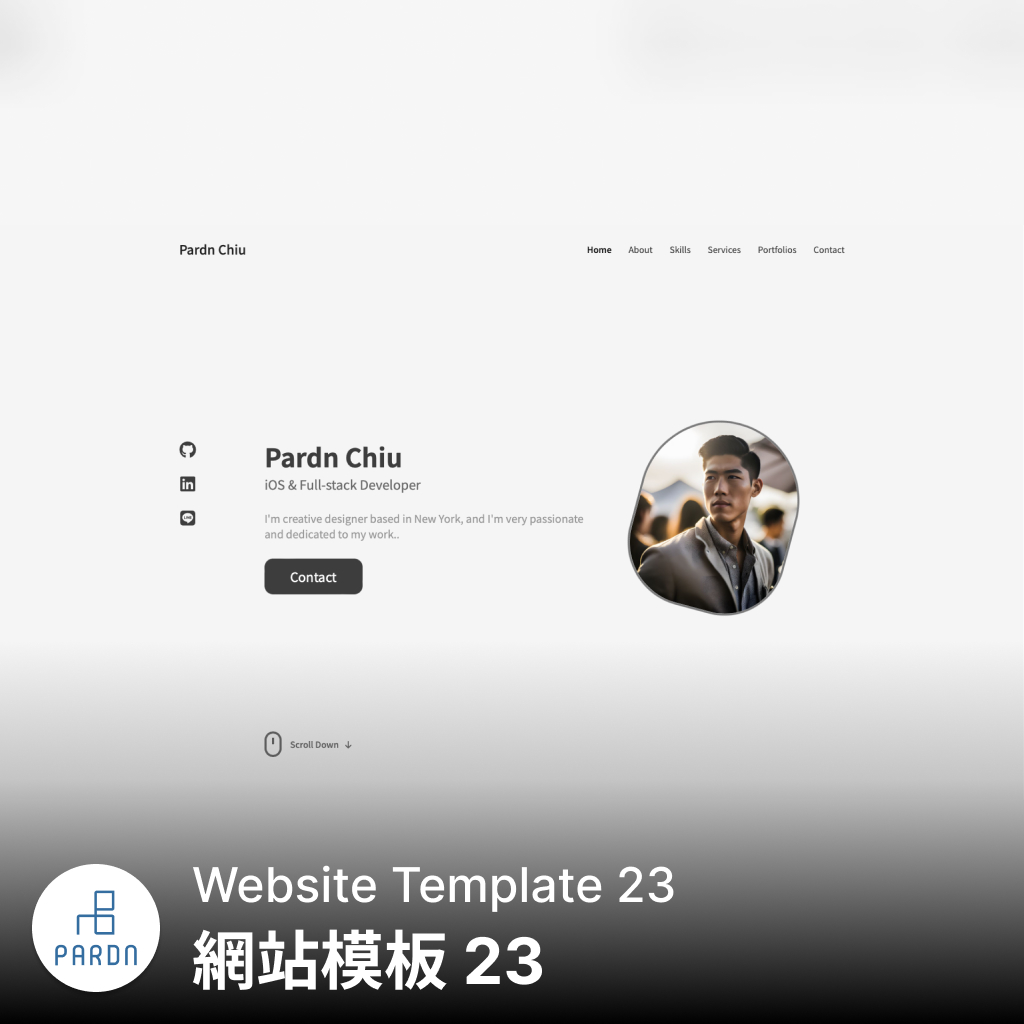 Pardn Chiu
Home About Skills Services Portfolios Contact
Pardn Chiu
iOS & Full-stack Developer
I'm creative designer based in New York, and I'm very passionate
and dedicated to my work..
Contact
LINE
Scroll Down ↓
Website Template 23
網站模板 23
PARDN